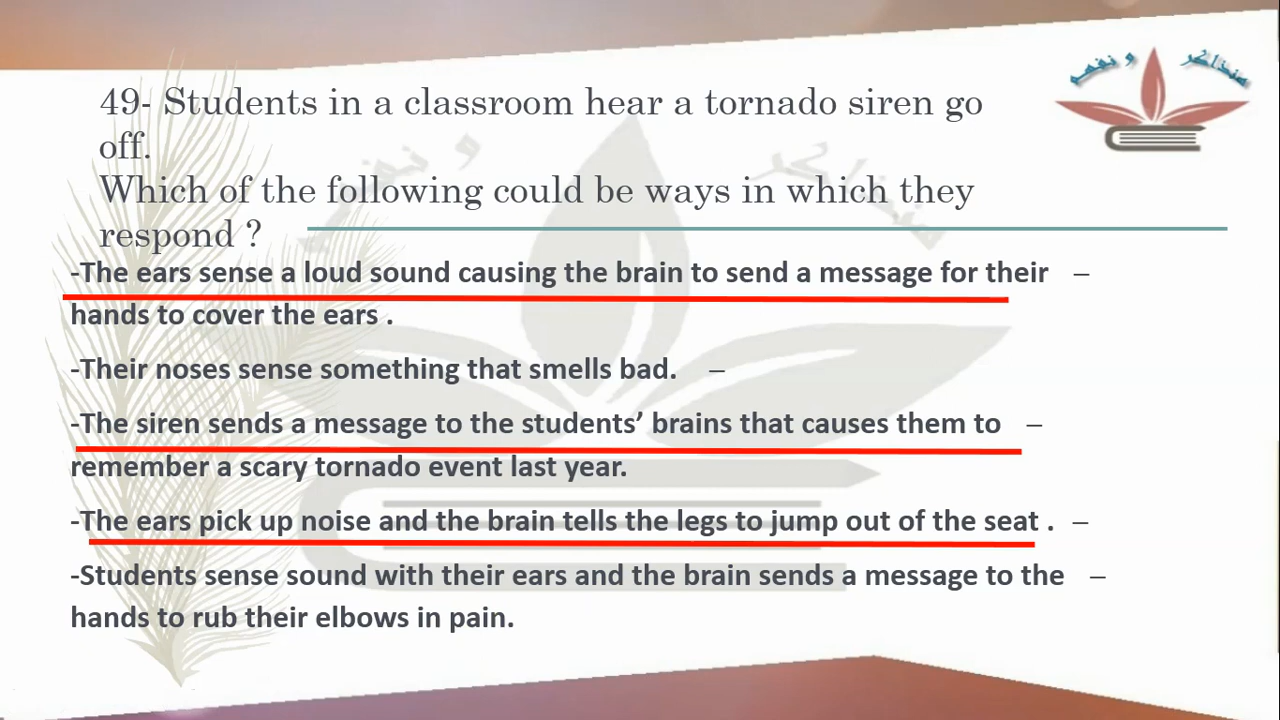 منذاكر و نفهم
49- Students in a classroom hear a tornado siren go
off.
Which of the following could be ways in which they
respond ?
-The ears sense a loud sound causing the brain to send a message for their –
hands to cover the ears .
-Their noses sense something that smells bad. –
-The siren sends a message to the students’ brains that causes them to –
remember a scary tornado event last year.
-The ears pick up noise and the brain tells the legs to jump out of the seat . –
-Students sense sound with their ears and the brain sends a message to the –
hands to rub their elbows in pain.